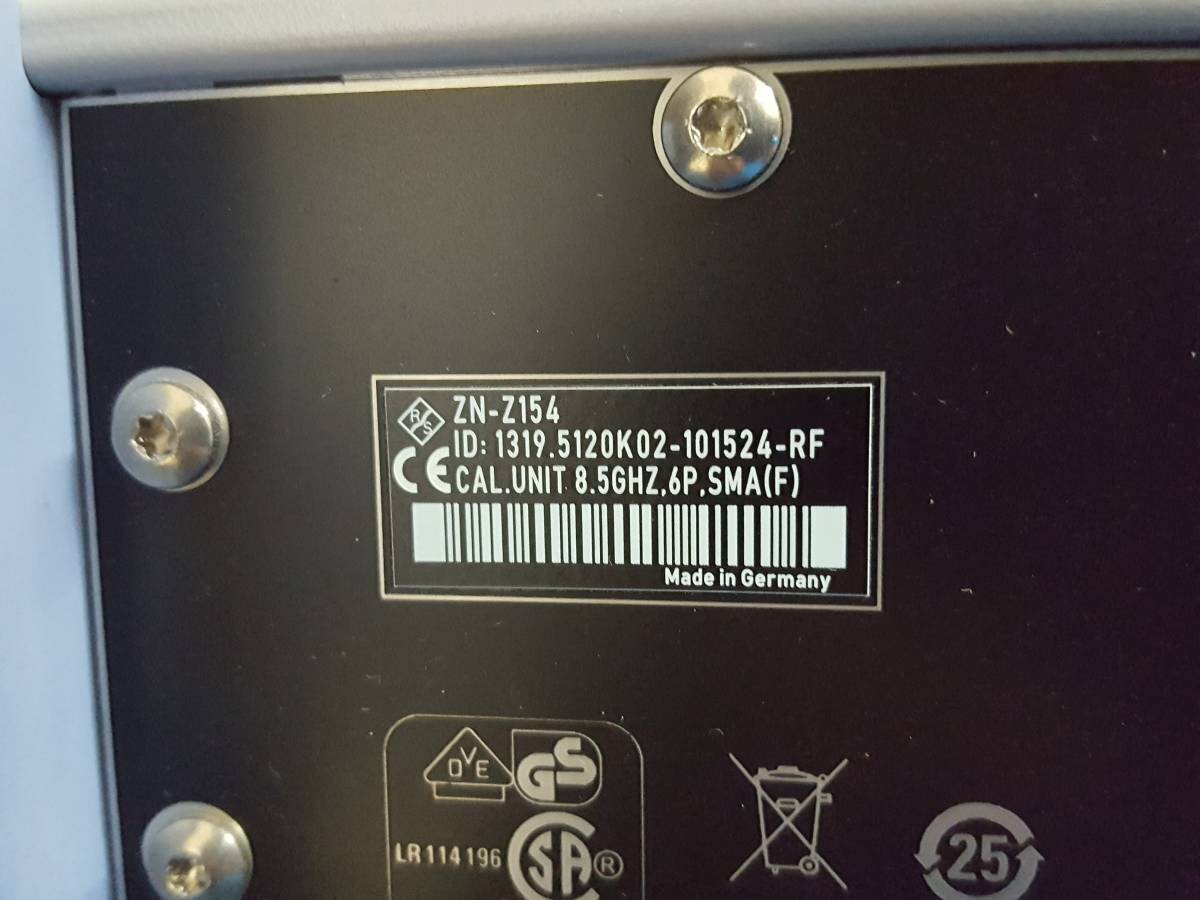 R/S
ZN-Z154
ID: 1319.5120K02-101524-RF
CE
CAL.UNIT 8.5GHZ,6P,SMA(F)
Made in Germany
DVE
GS
LR114196
SA®
25